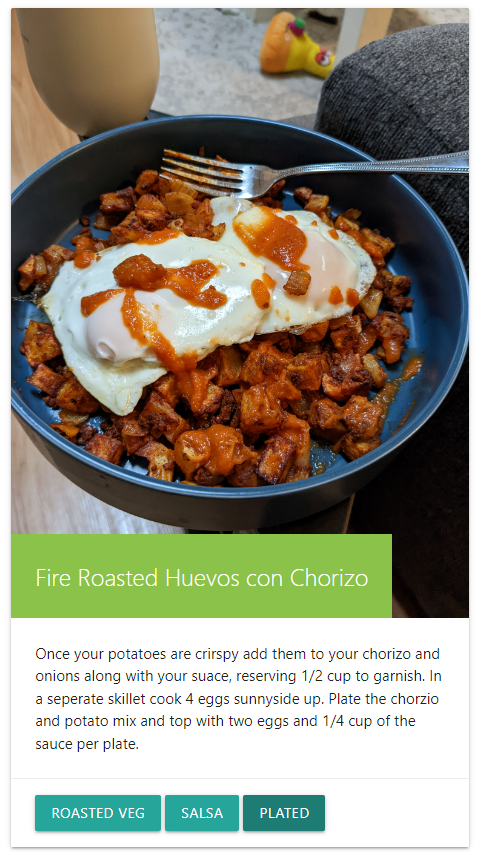 Fire Roasted Huevos con Chorizo
Once your potatoes are crirspy add them to your chorizo and
onions along with your suace, reserving 1/2 cup to garnish. In
a seperate skillet cook 4 eggs sunnyside up. Plate the chorzio
and potato mix and top with two eggs and 1/4 cup of the
sauce per plate.
ROASTED VEG SALSA PLATED